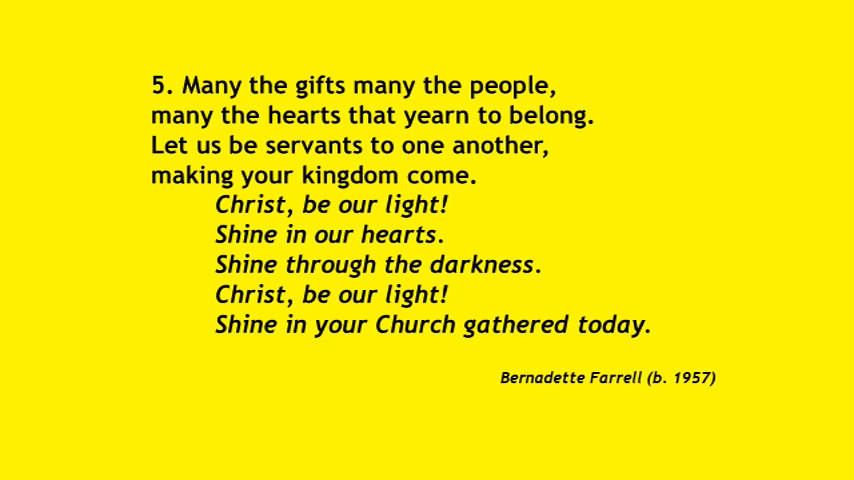 5. Many the gifts many the people,
many the hearts that yearn to belong.
Let us be servants to one another,
making your kingdom come.
Christ, be our light!
Shine in our hearts.
Shine through the darkness.
Christ, be our light!
Shine in your Church gathered today.
Bernadette Farrell (b. 1957)